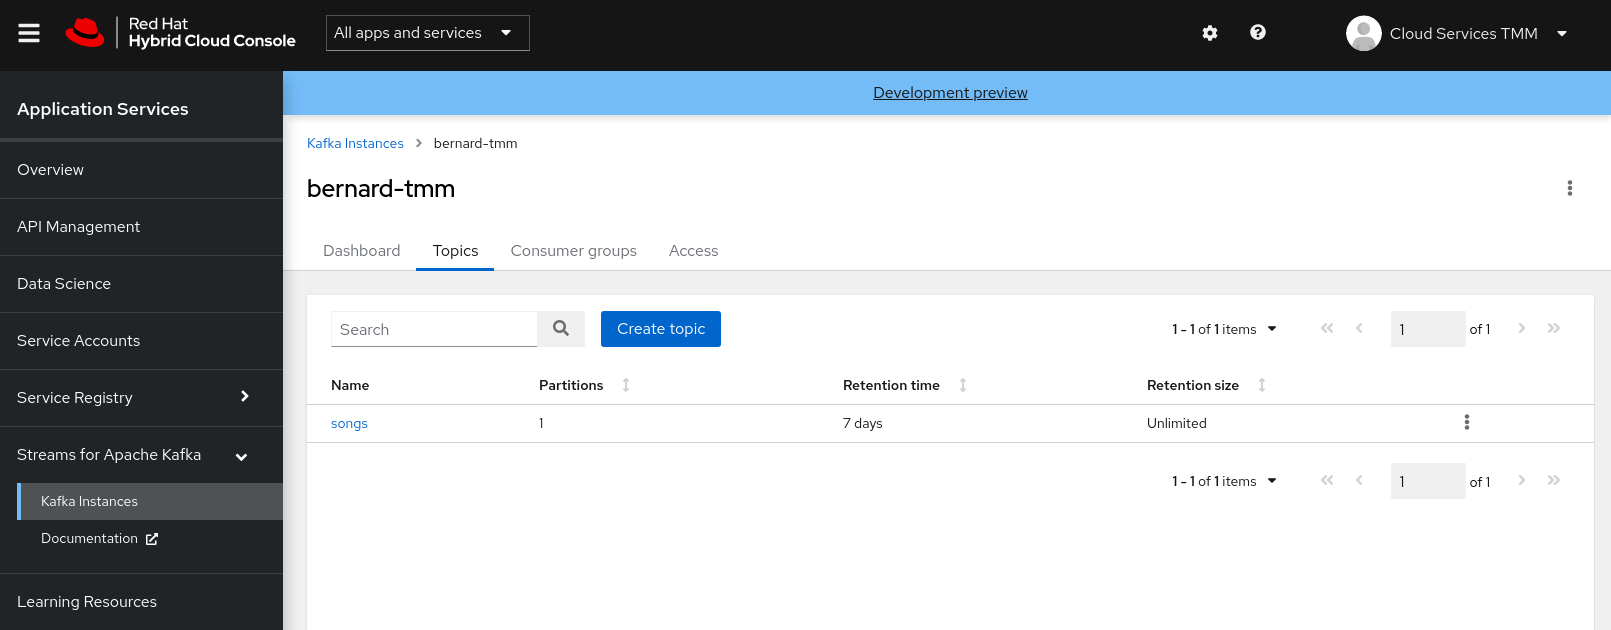 Red Hat
Hybrid Cloud Console
All apps and services
Cloud Services TMM
Development preview
Application Services
Overview
API Management
Data Science
Service Accounts
Service Registry
Streams for Apache Kafka
Kafka Instances
Documentation
Learning Resources
Kafka Instances > bernard-tmm
bernard-tmm
Dashboard Topics Consumer groups Access
Search Create topic 1 - 1 of 1 items 1 of 1
Name Partitions Retention time Retention size
songs 1 7 days Unlimited
1 - 1 of 1 items 1 of 1